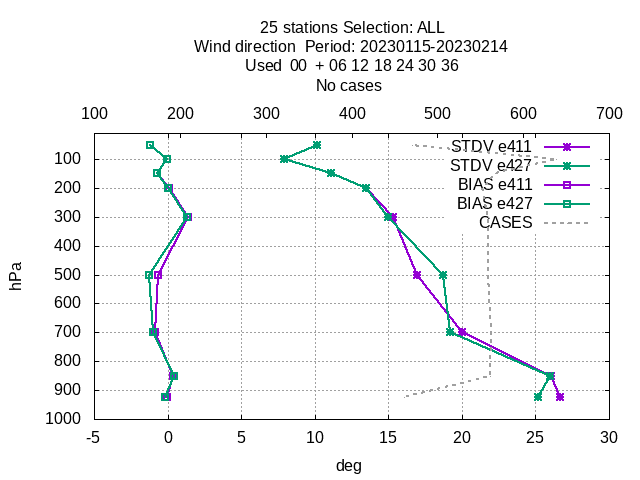 25 stations Selection: ALL
Wind direction  Period: 20230115-20230214
Used  00  + 06 12 18 24 30 36
No cases
100 200 300 400 500 600 700
STDV e411
STDV e427
BIAS e411
BIAS e427
CASES
hPa
100
200
300
400
500
600
700
800
900
1000
-5 0 5 10 15 20 25 30
deg